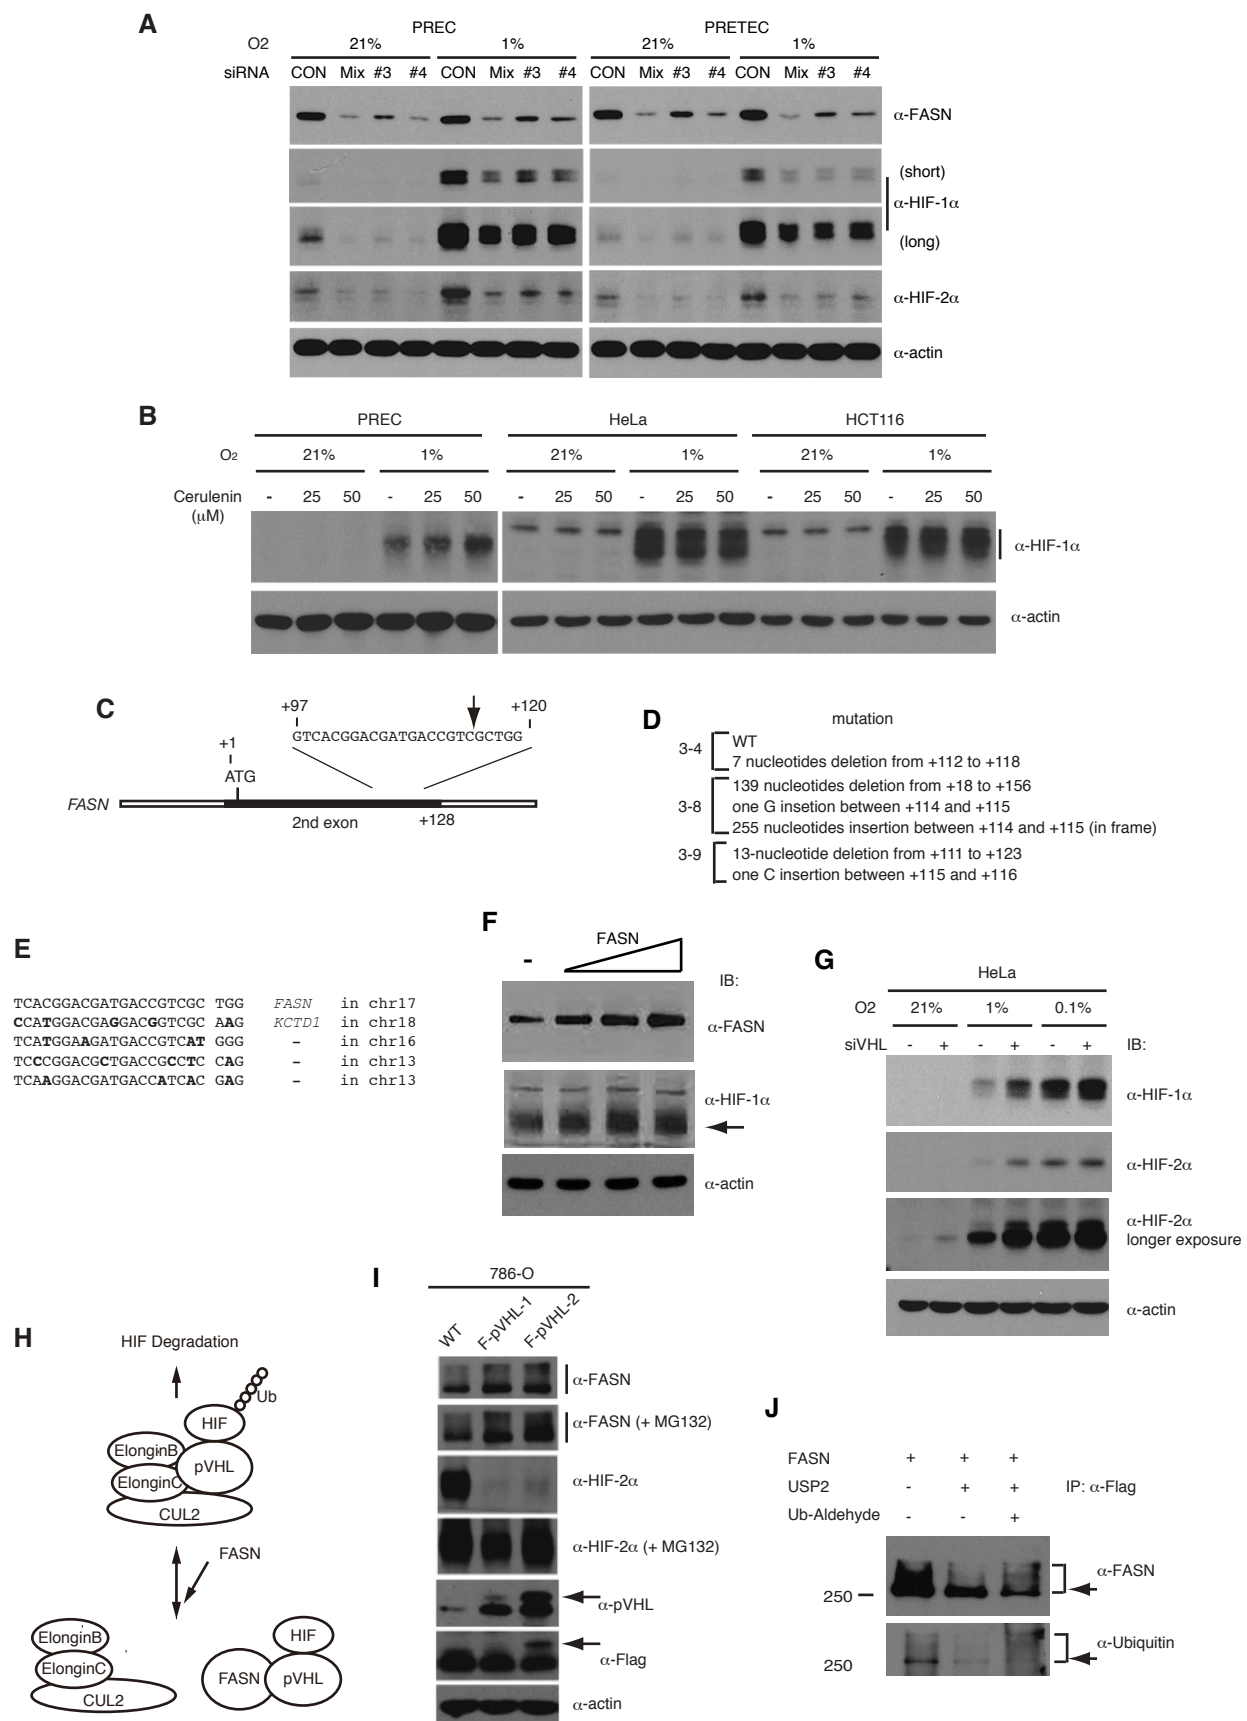 A
PREC PRETEC
O2 21% 1% 21% 1%
siRNA CON Mix #3 #4 CON Mix #3 #4 CON Mix #3 #4 CON Mix #3 #4
α-FASN
(short)
α-HIF-1α
(long)
α-HIF-2α
α-actin
B
PREC HeLa HCT116
O2 21% 1% 21% 1% 21% 1%
Cerulenin - 25 50 - 25 50 - 25 50 - 25 50 - 25 50 - 25 50
(μM)
α-HIF-1α
α-actin
C
+97 +120
GTCACGGACGATGACCGTCGCTGG
+1
ATG
FASN
2nd exon +128
D
mutation
3-4 WT
7 nucleotides deletion from +112 to +118
139 nucleotides deletion from +18 to +156
3-8 one G insetion between +114 and +115
255 nucleotides insertion between +114 and +115 (in frame)
3-9 13-nucleotide deletion from +111 to +123
one C insertion between +115 and +116
E
TCACGGACGATGACCGTCGC TGG FASN in chr17
CCATGGACGAGGACGGTCGC AAG KCTD1 in chr18
TCATGGAAGATGACCGTCAT GGG - in chr16
TCCCGGACGCTGACCGCCTC CAG - in chr13
TCAAGGACGATGACCATCAC GAG - in chr13
F
FASN
-
IB:
α-FASN
α-HIF-1α
α-actin
G
HeLa
O2 21% 1% 0.1%
siVHL - + - + - + IB:
α-HIF-1α
α-HIF-2α
α-HIF-2α
longer exposure
α-actin
H
HIF Degradation
Ub
HIF
ElonginB
pVHL
ElonginC
CUL2
FASN
ElonginB
HIF
ElonginC
FASN pVHL
CUL2
I
786-O
WT F-pVHL-1 F-pVHL-2
α-FASN
α-FASN (+ MG132)
α-HIF-2α
α-HIF-2α (+ MG132)
α-pVHL
α-Flag
α-actin
J
FASN + + +
USP2 - + + IP: α-Flag
Ub-Aldehyde - - +
α-FASN
250
α-Ubiquitin
250